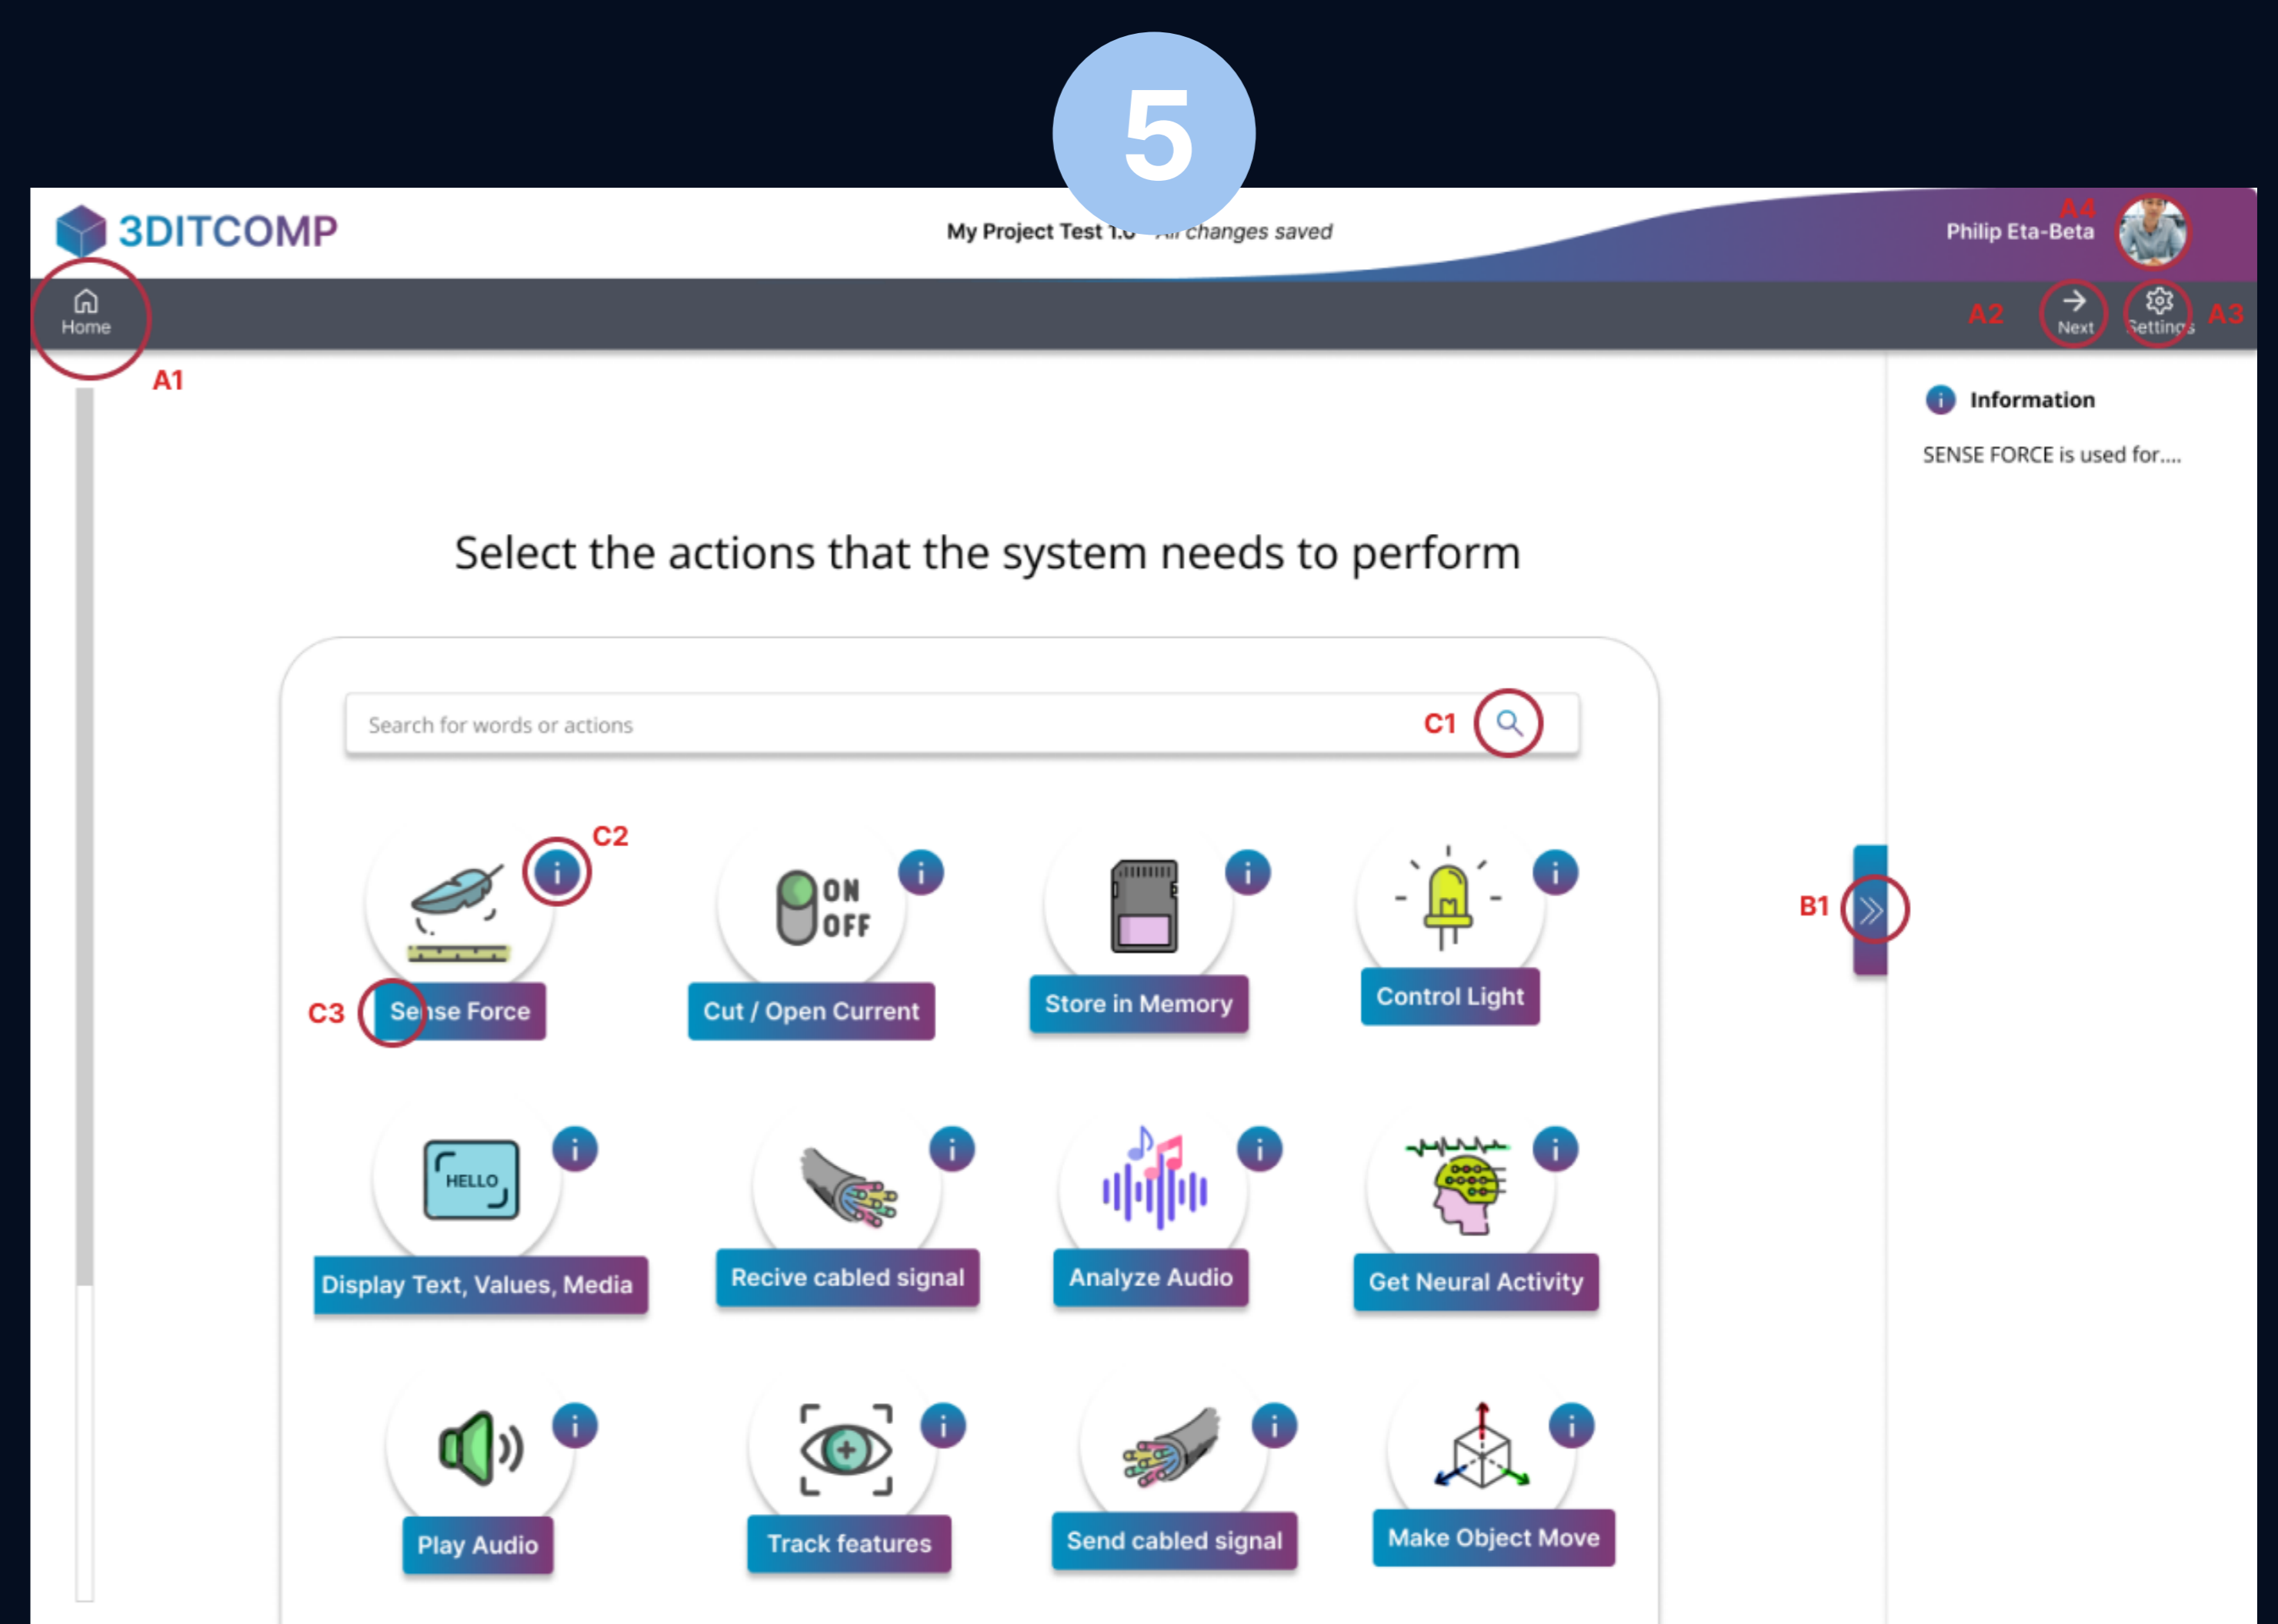 5
3DITCOMP
My Project Test 1.0 All changes saved
A4
Philip Eta-Beta
Home
A2
Next
Settings
A3
A1
Information
SENSE FORCE is used for....
Select the actions that the system needs to perform
Search for words or actions
C1
C2
ON
OFF
B1
C3
Sense Force
Cut / Open Current
Store in Memory
Control Light
HELLO
Display Text, Values, Media
Recive cabled signal
Analyze Audio
Get Neural Activity
Play Audio
Track features
Send cabled signal
Make Object Move